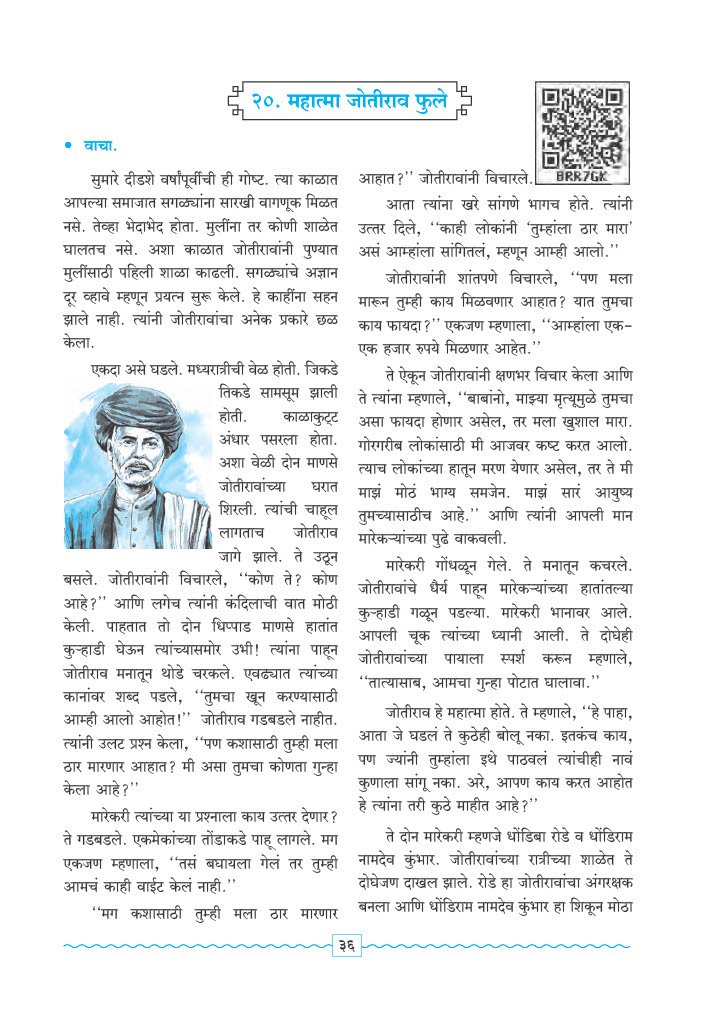 २०. महात्मा जोतीराव फुले
BRR7GK
• वाचा.
सुमारे दीडशे वर्षांपूर्वीची ही गोष्ट. त्या काळात
आपल्या समाजात सगळ्यांना सारखी वागणूक मिळत
नसे. तेव्हा भेदाभेद होता. मुलींना तर कोणी शाळेत
घालतच नसे. अशा काळात जोतीरावांनी पुण्यात
मुलींसाठी पहिली शाळा काढली. सगळ्यांचे अज्ञान
दूर व्हावे म्हणून प्रयत्न सुरू केले. हे काहींना सहन
झाले नाही. त्यांनी जोतीरावांचा अनेक प्रकारे छळ
केला.
एकदा असे घडले. मध्यरात्रीची वेळ होती. जिकडे
तिकडे सामसूम झाली
होती. काळाकुट्ट
अंधार पसरला होता.
अशा वेळी दोन माणसे
जोतीरावांच्या घरात
शिरली. त्यांची चाहूल
लागताच जोतीराव
जागे झाले. ते उठून
बसले. जोतीरावांनी विचारले, ‘‘कोण ते? कोण
आहे?’’ आणि लगेच त्यांनी कंदिलाची वात मोठी
केली. पाहतात तो दोन धिप्पाड माणसे हातांत
कुऱ्हाडी घेऊन त्यांच्यासमोर उभी! त्यांना पाहून
जोतीराव मनातून थोडे चरकले. एवढ्यात त्यांच्या
कानांवर शब्द पडले, ‘‘तुमचा खून करण्यासाठी
आम्ही आलो आहोत!’’ जोतीराव गडबडले नाहीत.
त्यांनी उलट प्रश्न केला, ‘‘पण कशासाठी तुम्ही मला
ठार मारणार आहात? मी असा तुमचा कोणता गुन्हा
केला आहे?’’
मारेकरी त्यांच्या या प्रश्नाला काय उत्तर देणार?
ते गडबडले. एकमेकांच्या तोंडाकडे पाहू लागले. मग
एकजण म्हणाला, ‘‘तसं बघायला गेलं तर तुम्ही
आमचं काही वाईट केलं नाही.’’
‘‘मग कशासाठी तुम्ही मला ठार मारणार
आहात?’’ जोतीरावांनी विचारले.
आता त्यांना खरे सांगणे भागच होते. त्यांनी
उत्तर दिले, ‘‘काही लोकांनी ‘तुम्हांला ठार मारा’
असं आम्हांला सांगितलं, म्हणून आम्ही आलो.’’
जोतीरावांनी शांतपणे विचारले, ‘‘पण मला
मारून तुम्ही काय मिळवणार आहात? यात तुमचा
काय फायदा?’’ एकजण म्हणाला, ‘‘आम्हांला एक-
एक हजार रुपये मिळणार आहेत.’’
ते ऐकून जोतीरावांनी क्षणभर विचार केला आणि
ते त्यांना म्हणाले, ‘‘बाबांनो, माझ्या मृत्यूमुळे तुमचा
असा फायदा होणार असेल, तर मला खुशाल मारा.
गोरगरीब लोकांसाठी मी आजवर कष्ट करत आलो.
त्याच लोकांच्या हातून मरण येणार असेल, तर ते मी
माझं मोठं भाग्य समजेन. माझं सारं आयुष्य
तुमच्यासाठीच आहे.’’ आणि त्यांनी आपली मान
मारेकऱ्यांच्या पुढे वाकवली.
मारेकरी गोंधळून गेले. ते मनातून कचरले.
जोतीरावांचे धैर्य पाहून मारेकऱ्यांच्या हातांतल्या
कुऱ्हाडी गळून पडल्या. मारेकरी भानावर आले.
आपली चूक त्यांच्या ध्यानी आली. ते दोघेही
जोतीरावांच्या पायाला स्पर्श करून म्हणाले,
‘‘तात्यासाब, आमचा गुन्हा पोटात घालावा.’’
जोतीराव हे महात्मा होते. ते म्हणाले, ‘‘हे पाहा,
आता जे घडलं ते कुठेही बोलू नका. इतकंच काय,
पण ज्यांनी तुम्हांला इथे पाठवलं त्यांचीही नावं
कुणाला सांगू नका. अरे, आपण काय करत आहोत
हे त्यांना तरी कुठे माहीत आहे?’’
ते दोन मारेकरी म्हणजे धोंडिबा रोडे व धोंडिराम
नामदेव कुंभार. जोतीरावांच्या रात्रीच्या शाळेत ते
दोघेजण दाखल झाले. रोडे हा जोतीरावांचा अंगरक्षक
बनला आणि धोंडिराम नामदेव कुंभार हा शिकून मोठा
३६